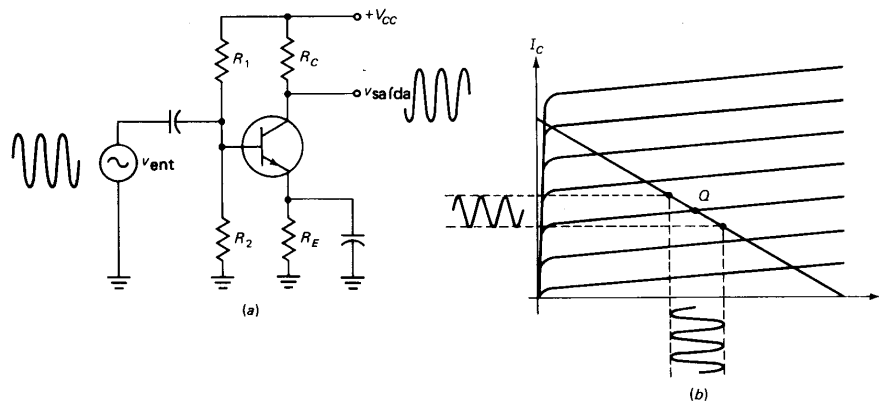 +V_CC
R_1
R_C
v_saída
v_ent
R_2
R_E
(a)
I_C
Q
(b)